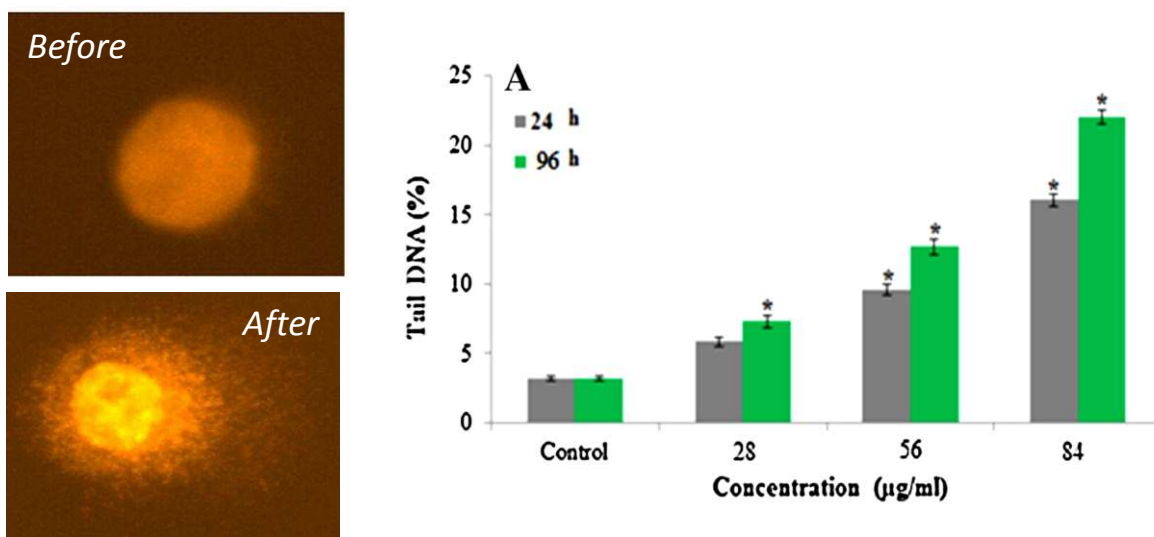 Before
After
A
24 h
96 h
Tail DNA (%)
25
20
15
10
5
0
*
*
*
*
*
Control 28 56 84
Concentration (µg/ml)